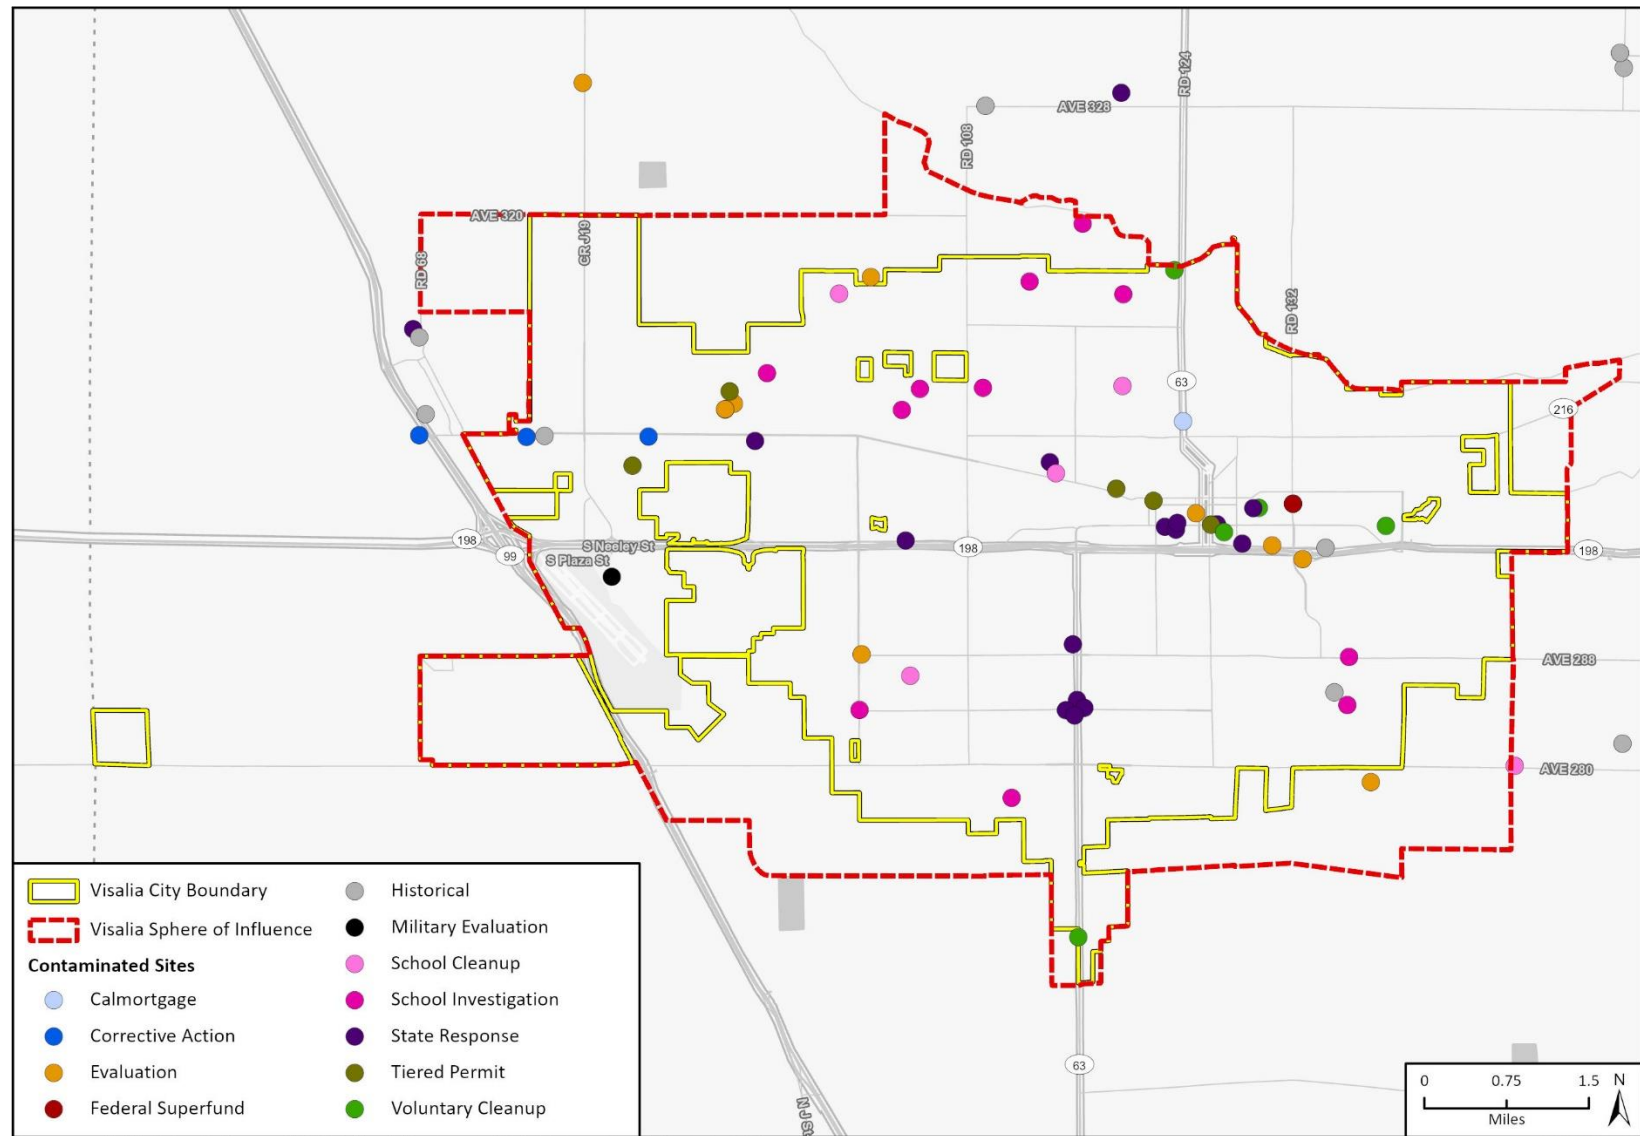 RD 124
AVE 328
RD 108
AVE 320
CR J19
RD 68
RD 132
63
216
198
99
S Neeley St
S Plaza St
198
198
AVE 288
AVE 280
63
N J St
Visalia City Boundary
Visalia Sphere of Influence
Contaminated Sites
Calmortgage
Corrective Action
Evaluation
Federal Superfund
Historical
Military Evaluation
School Cleanup
School Investigation
State Response
Tiered Permit
Voluntary Cleanup
0 0.75 1.5 N
Miles